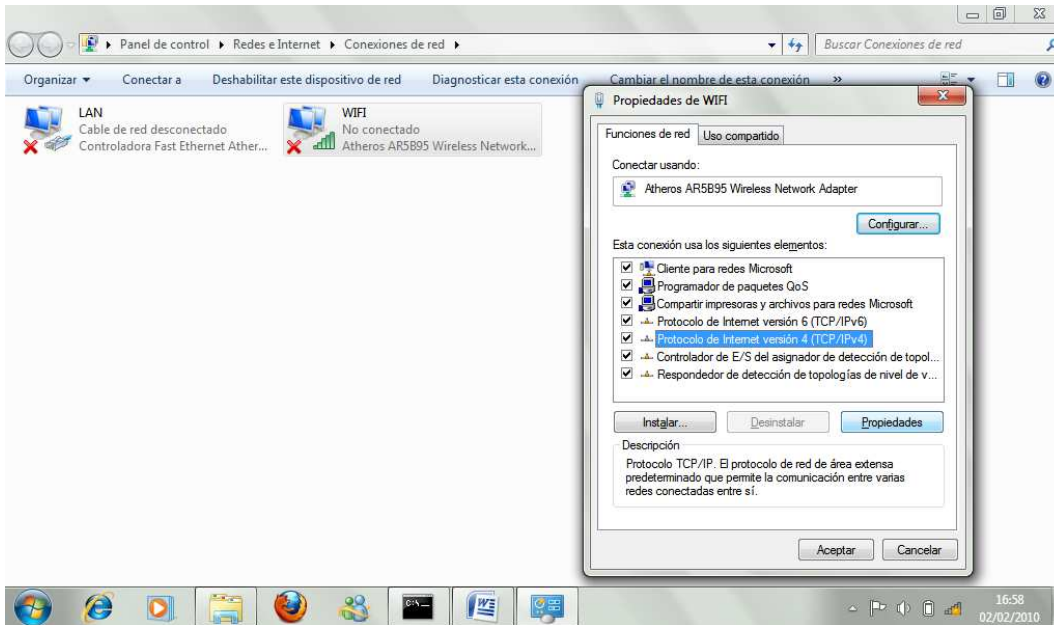 Panel de control Redes e Internet Conexiones de red
Buscar Conexiones de red
Organizar Conectar a Deshabilitar este dispositivo de red Diagnosticar esta conexión Cambiar el nombre de esta conexión »
LAN
Cable de red desconectado
Controladora Fast Ethernet Ather...
WIFI
No conectado
Atheros AR5B95 Wireless Network...
Propiedades de WIFI
Funciones de red Uso compartido
Conectar usando:
Atheros AR5B95 Wireless Network Adapter
Configurar...
Esta conexión usa los siguientes elementos:
Cliente para redes Microsoft
Programador de paquetes QoS
Compartir impresoras y archivos para redes Microsoft
Protocolo de Internet versión 6 (TCP/IPv6)
Protocolo de Internet versión 4 (TCP/IPv4)
Controlador de E/S del asignador de detección de topol...
Respondedor de detección de topologías de nivel de v...
Instalar... Desinstalar Propiedades
Descripción
Protocolo TCP/IP. El protocolo de red de área extensa
predeterminado que permite la comunicación entre varias
redes conectadas entre sí.
Aceptar Cancelar
C:\_
W
16:58
02/02/2010